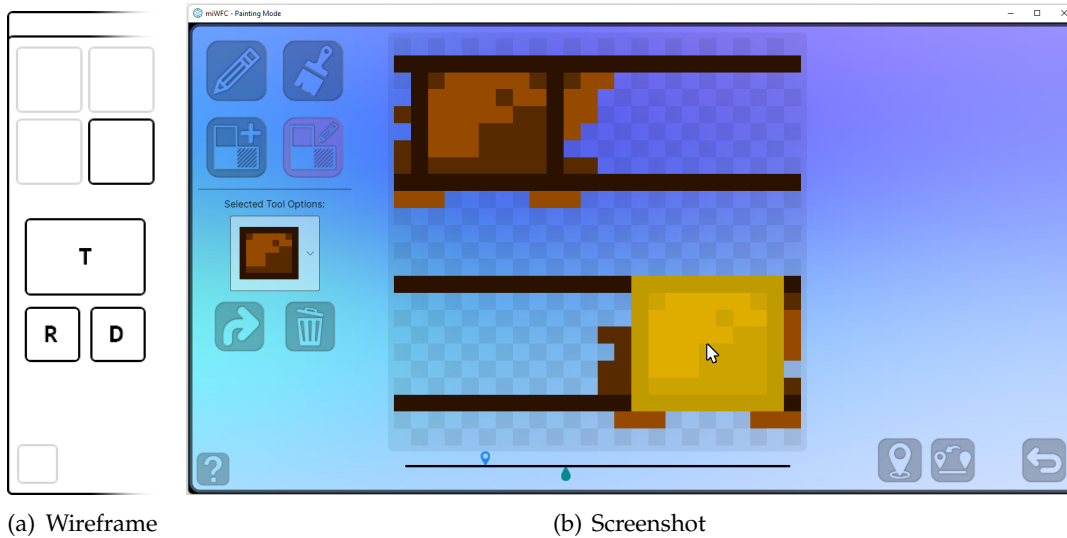 miWFC - Painting Mode
T
R D
Selected Tool Options:
?
(a) Wireframe
(b) Screenshot